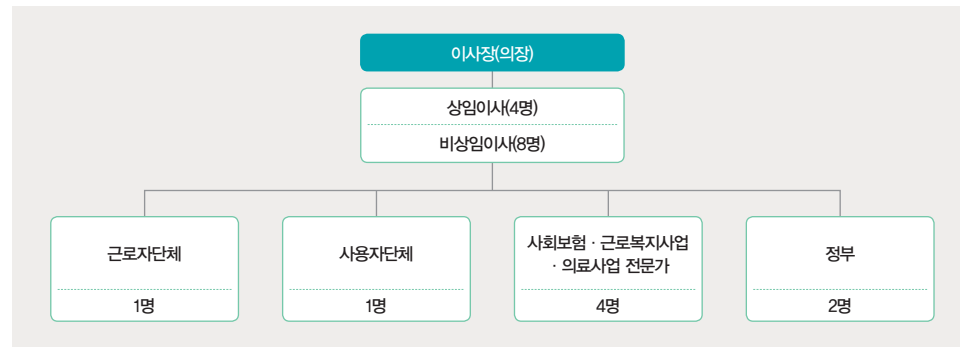 이사장(의장)
상임이사(4명)
비상임이사(8명)
근로자단체
1명
사용자단체
1명
사회보험 · 근로복지사업
· 의료사업 전문가
4명
정부
2명